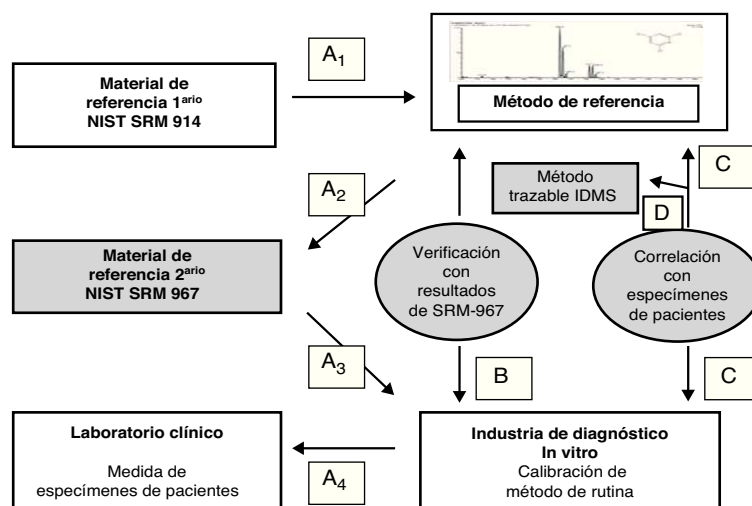 A1
Material de
referencia 1ario
NIST SRM 914
Método de referencia
C
A2
Método
trazable IDMS
D
Material de
referencia 2ario
NIST SRM 967
Verificación
con
resultados
de SRM-967
Correlación
con
especímenes
de pacientes
A3
B
C
Laboratorio clínico
Medida de
especímenes de pacientes
A4
Industria de diagnóstico
In vitro
Calibración de
método de rutina